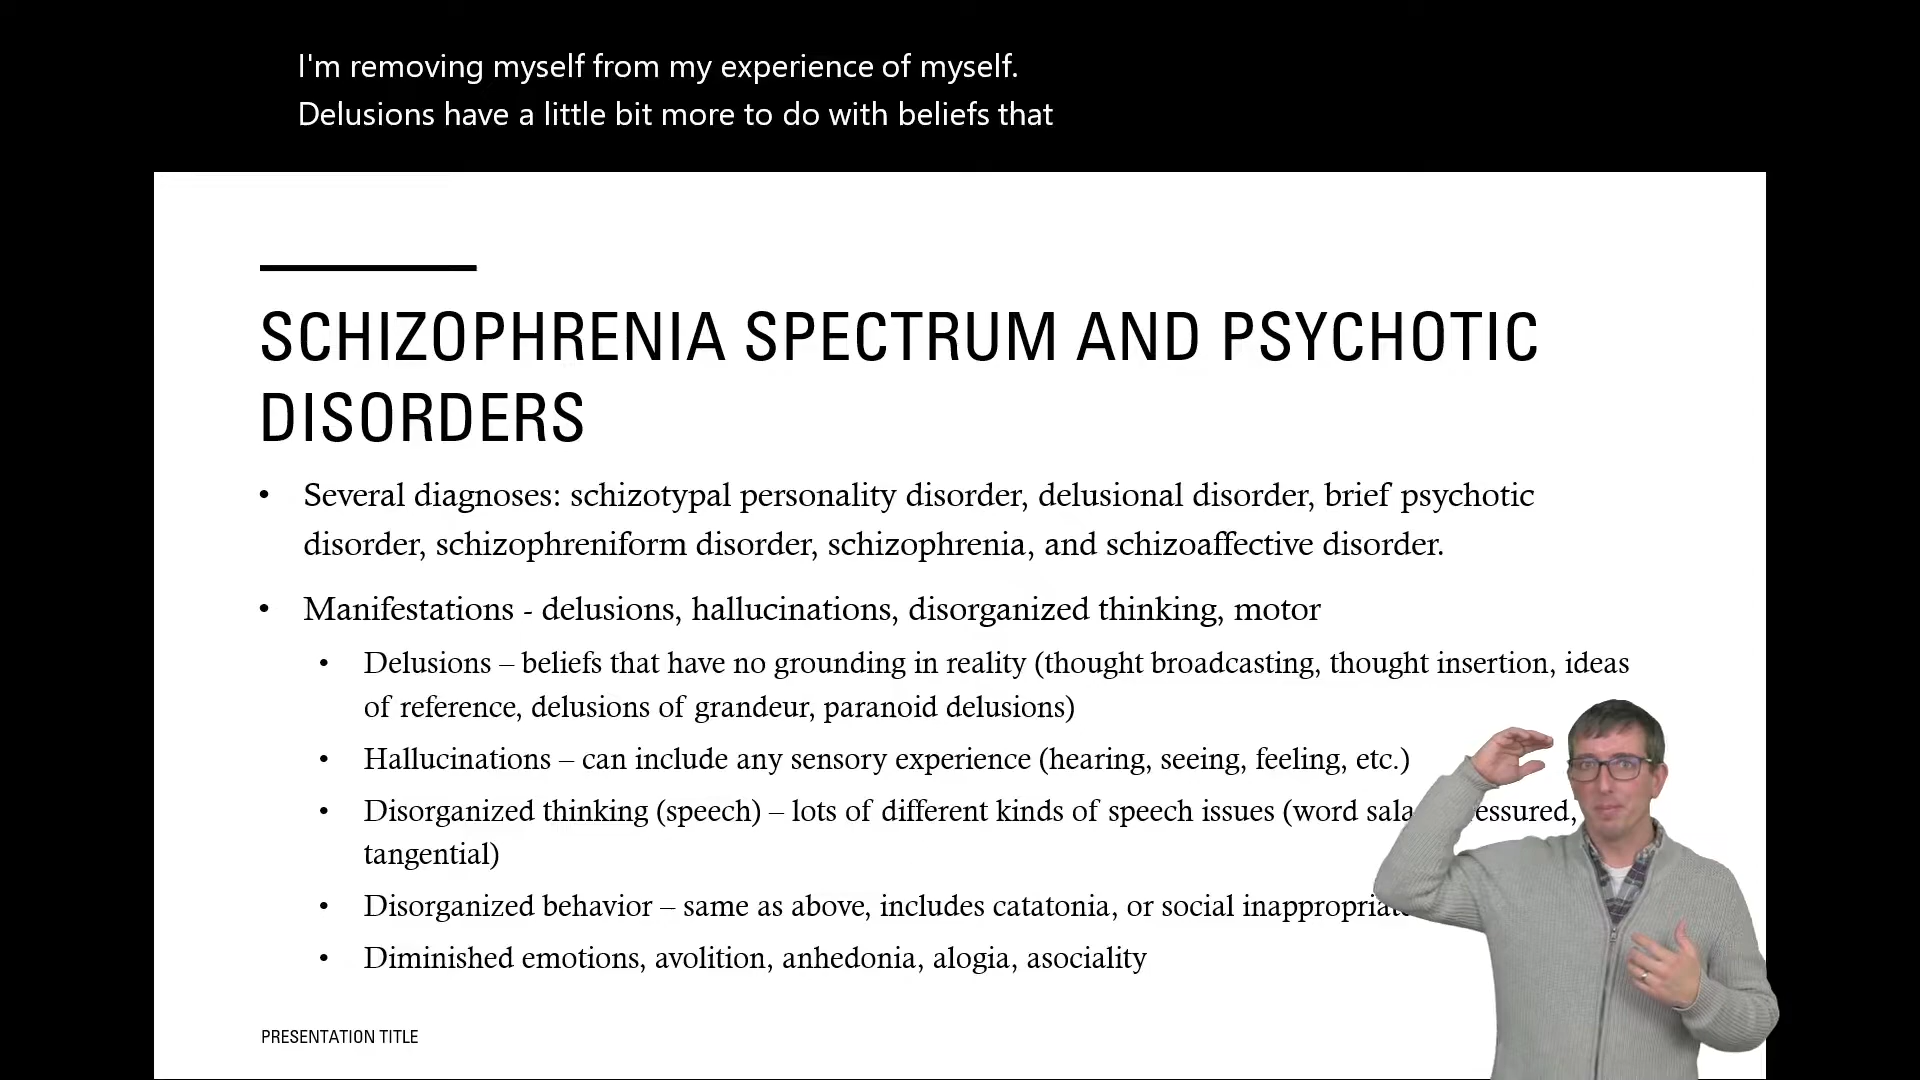 I'm removing myself from my experience of myself.
Delusions have a little bit more to do with beliefs that
SCHIZOPHRENIA SPECTRUM AND PSYCHOTIC
DISORDERS
• Several diagnoses: schizotypal personality disorder, delusional disorder, brief psychotic
disorder, schizophreniform disorder, schizophrenia, and schizoaffective disorder.
• Manifestations - delusions, hallucinations, disorganized thinking, motor
• Delusions – beliefs that have no grounding in reality (thought broadcasting, thought insertion, ideas
of reference, delusions of grandeur, paranoid delusions)
• Hallucinations – can include any sensory experience (hearing, seeing, feeling, etc.)
• Disorganized thinking (speech) – lots of different kinds of speech issues (word
tangential)
• Disorganized behavior – same as above, includes catatonia, or social
• Diminished emotions, avolition, anhedonia, alogia, asociality
PRESENTATION TITLE